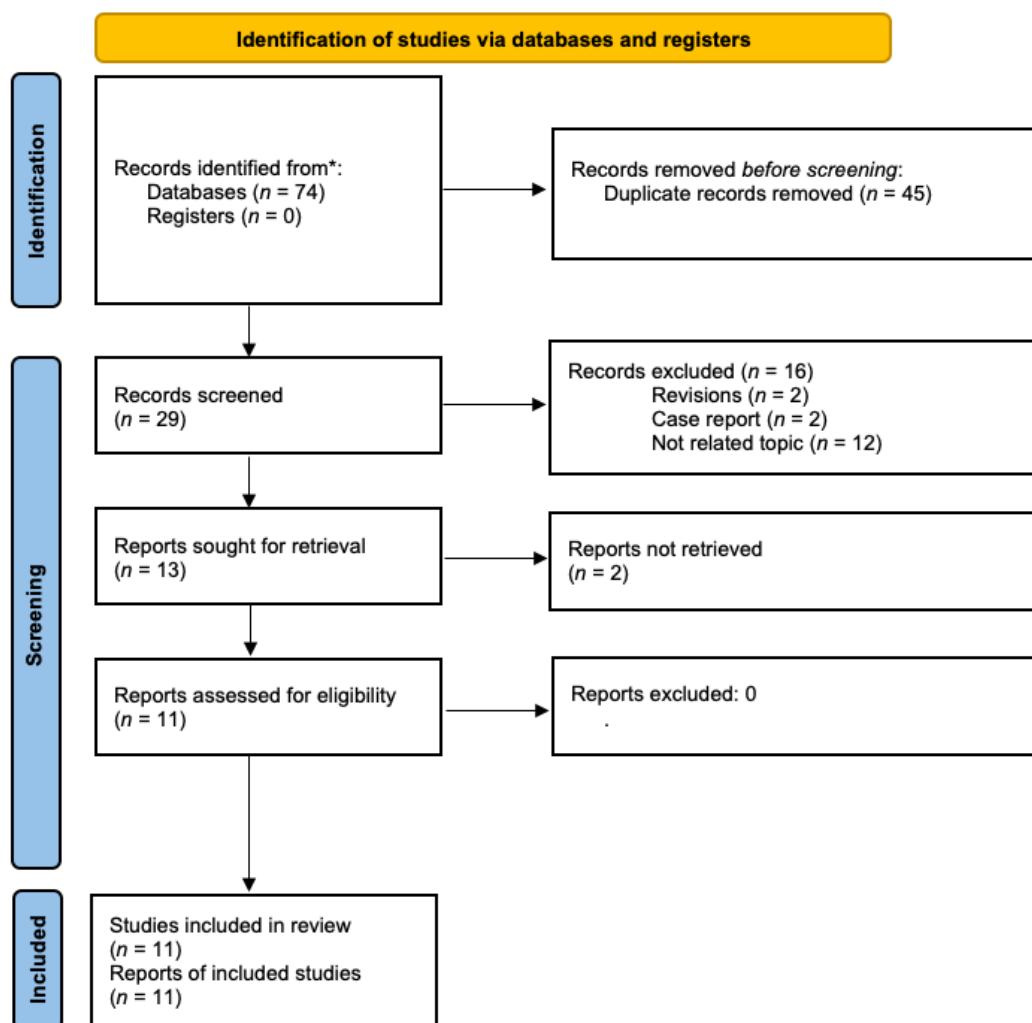 Identification of studies via databases and registers
Identification
Records identified from*:
Databases (n = 74)
Registers (n = 0)
Records removed before screening:
Duplicate records removed (n = 45)
Screening
Records screened
(n = 29)
Records excluded (n = 16)
Revisions (n = 2)
Case report (n = 2)
Not related topic (n = 12)
Reports sought for retrieval
(n = 13)
Reports not retrieved
(n = 2)
Reports assessed for eligibility
(n = 11)
Reports excluded: 0
.
Included
Studies included in review
(n = 11)
Reports of included studies
(n = 11)